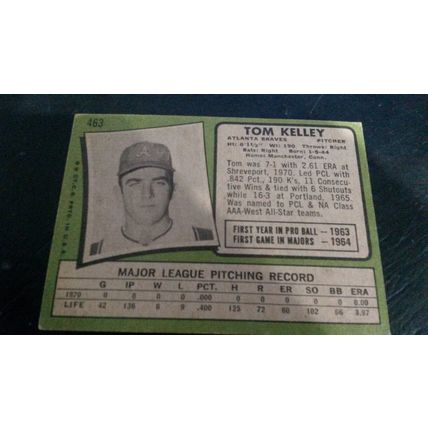 463
TOM KELLEY
ATLANTA BRAVES PITCHER
Ht: 6'1½" Wt: 190 Throws: Right
Bats: Right Born: 1-5-44
Home: Manchester, Conn.
Tom was 7-1 with 2.61 ERA at
Shreveport, 1970. Led PCL with
.842 Pct., 190 K's, 11 Consecu-
tive Wins & tied with 6 Shutouts
while 16-3 at Portland, 1965.
Was named to PCL & NA Class
AAA-West All-Star teams.
FIRST YEAR IN PRO BALL — 1963
FIRST GAME IN MAJORS — 1964
MAJOR LEAGUE PITCHING RECORD
G IP W L PCT. H R ER SO BB ERA
1970 0 0 0 0 .000 0 0 0 0 0 0.00
LIFE 42 136 6 9 .400 125 72 60 102 66 3.97